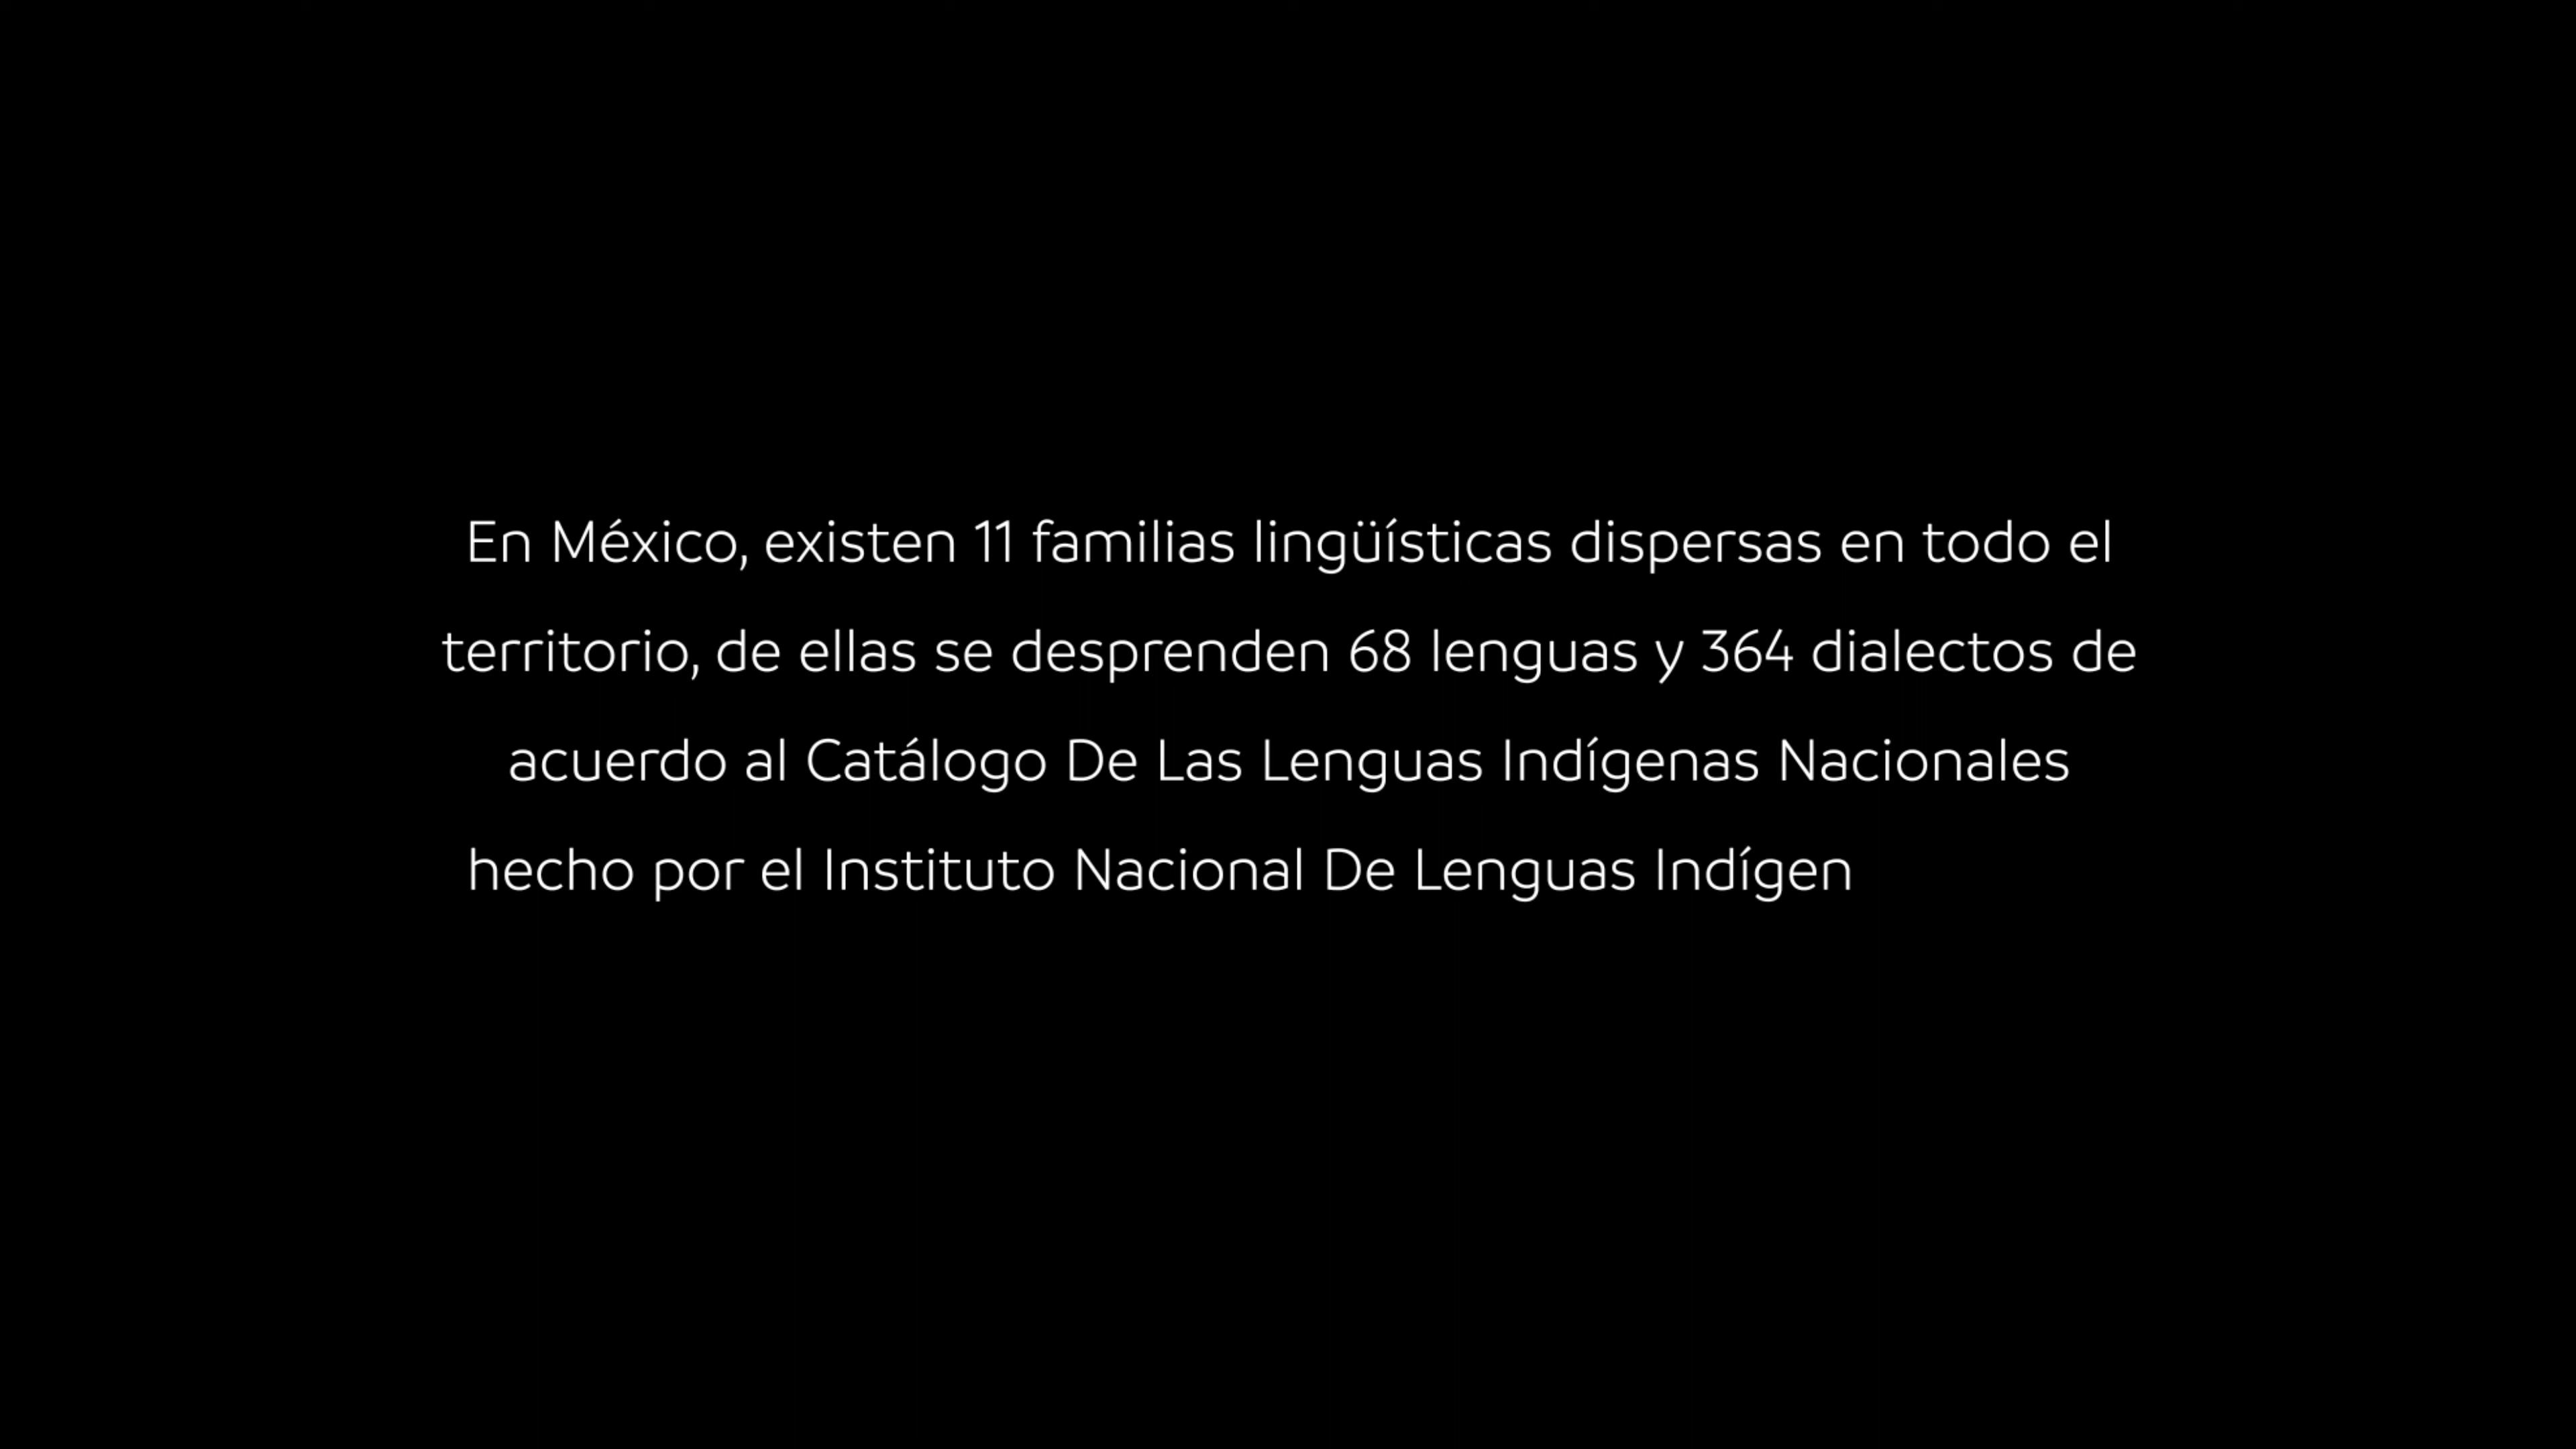 En México, existen 11 familias lingüísticas dispersas en todo el
territorio, de ellas se desprenden 68 lenguas y 364 dialectos de
acuerdo al Catálogo De Las Lenguas Indígenas Nacionales
hecho por el Instituto Nacional De Lenguas Indígen